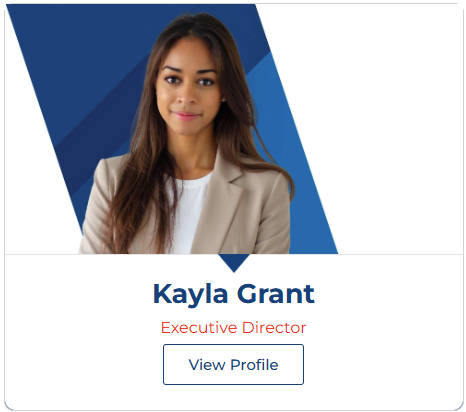 Kayla Grant
Executive Director
View Profile